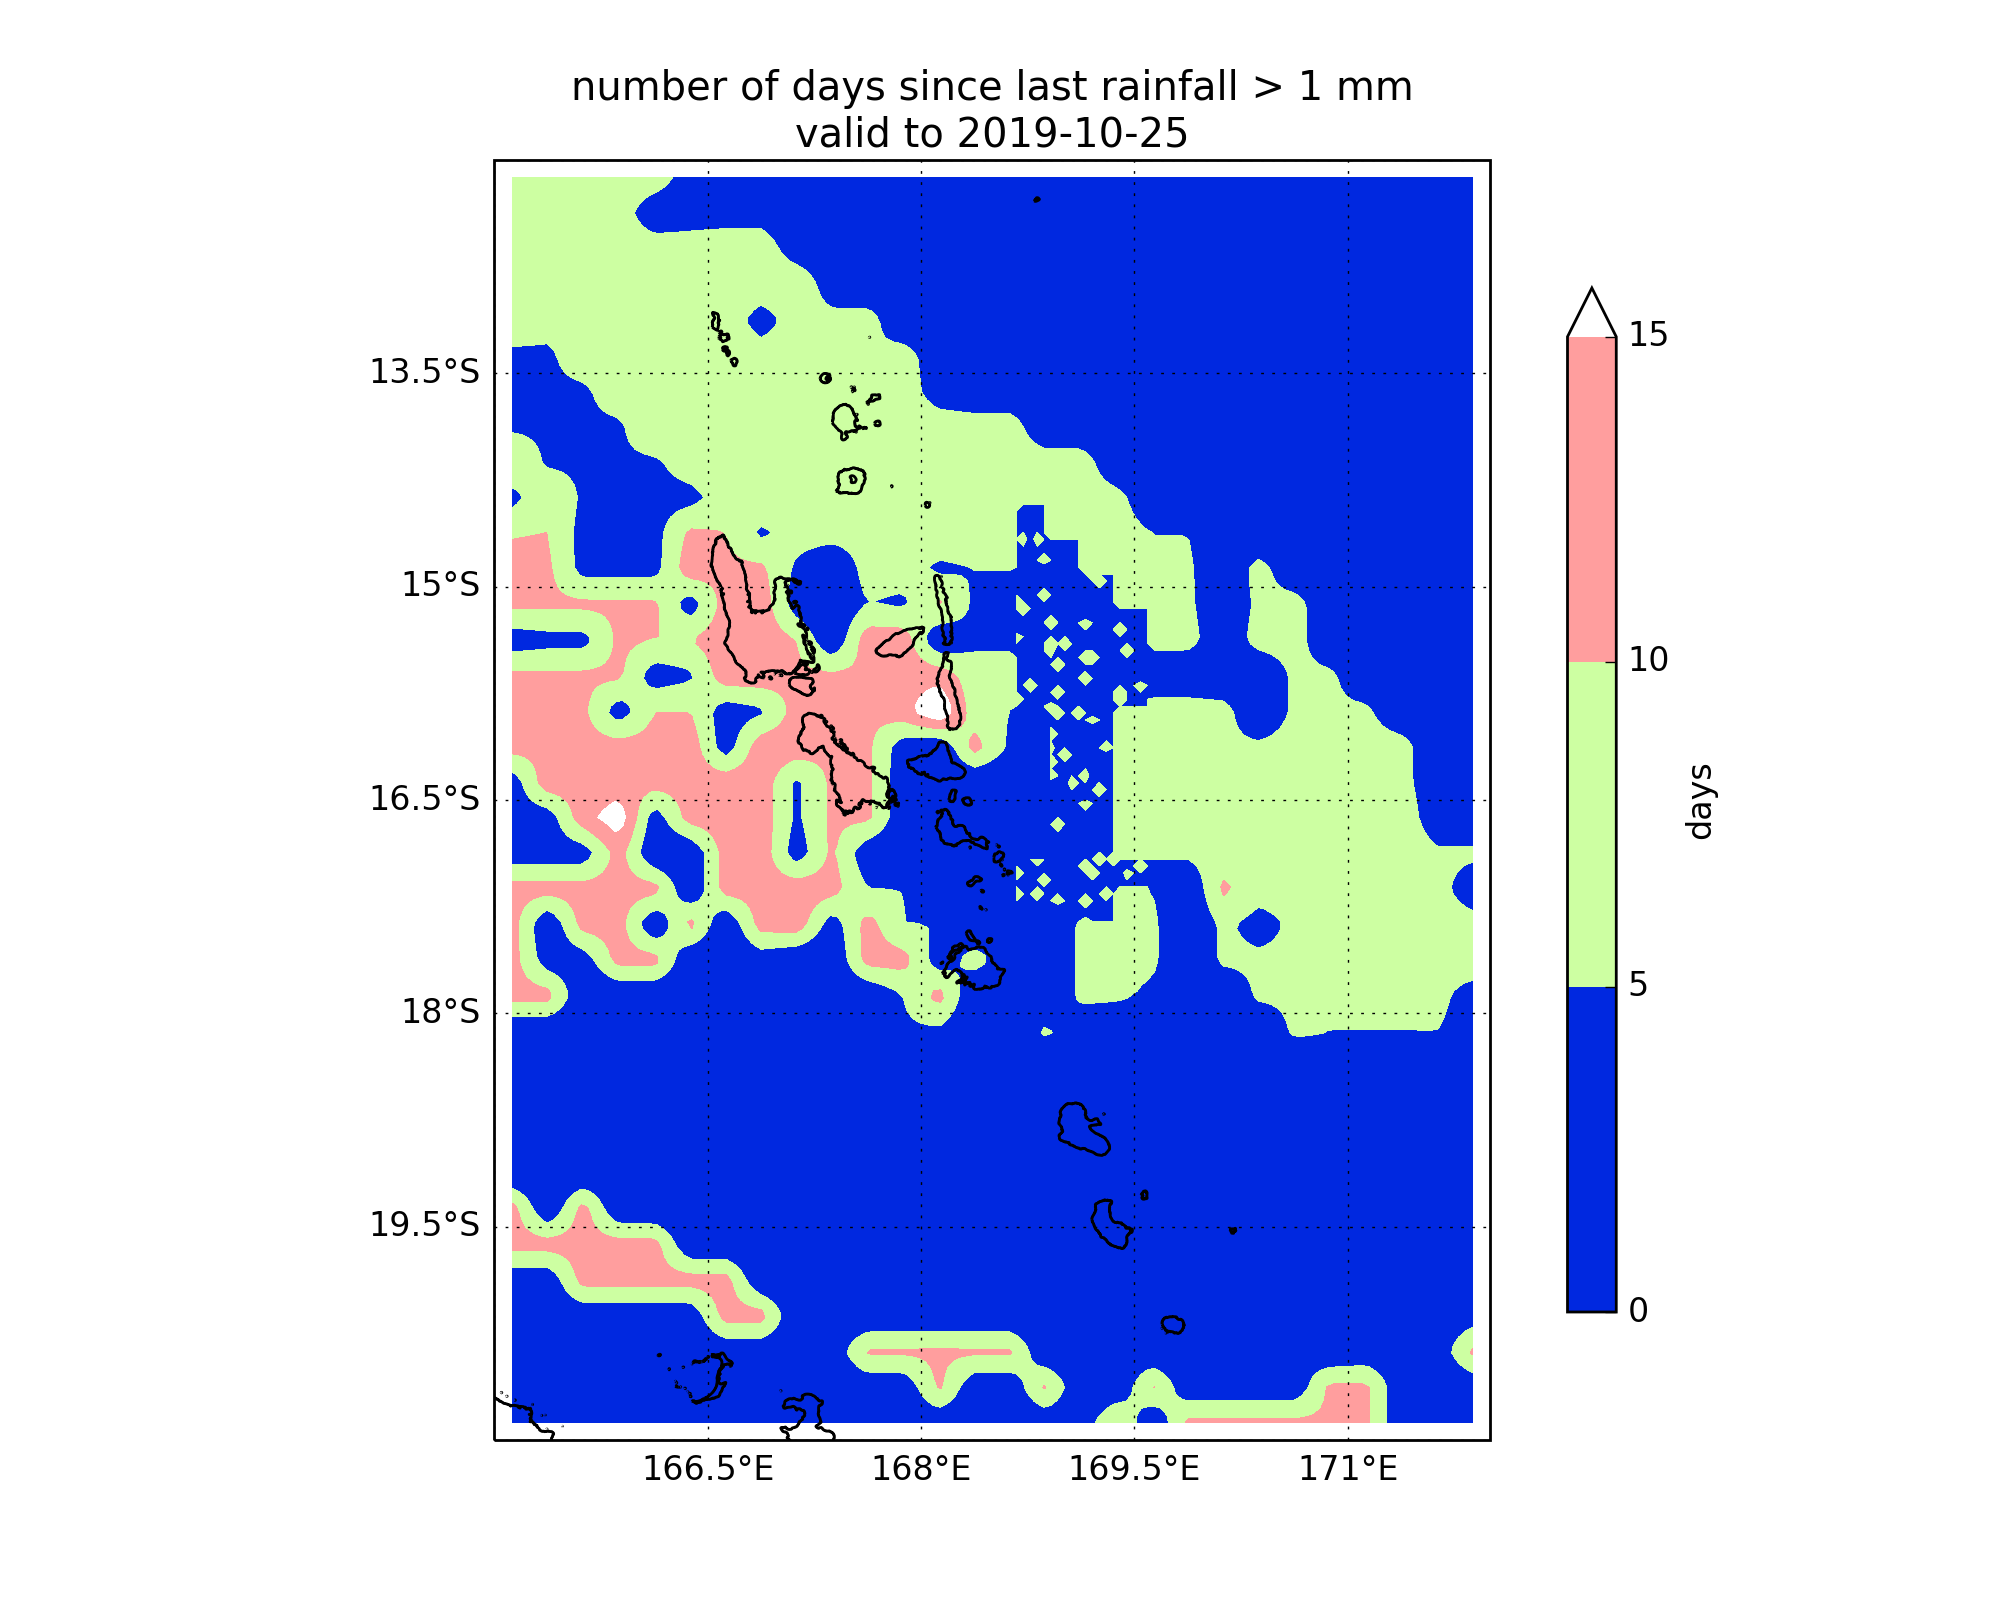 number of days since last rainfall > 1 mm
valid to 2019-10-25
13.5°S
15°S
16.5°S
18°S
19.5°S
166.5°E
168°E
169.5°E
171°E
15
10
5
0
days